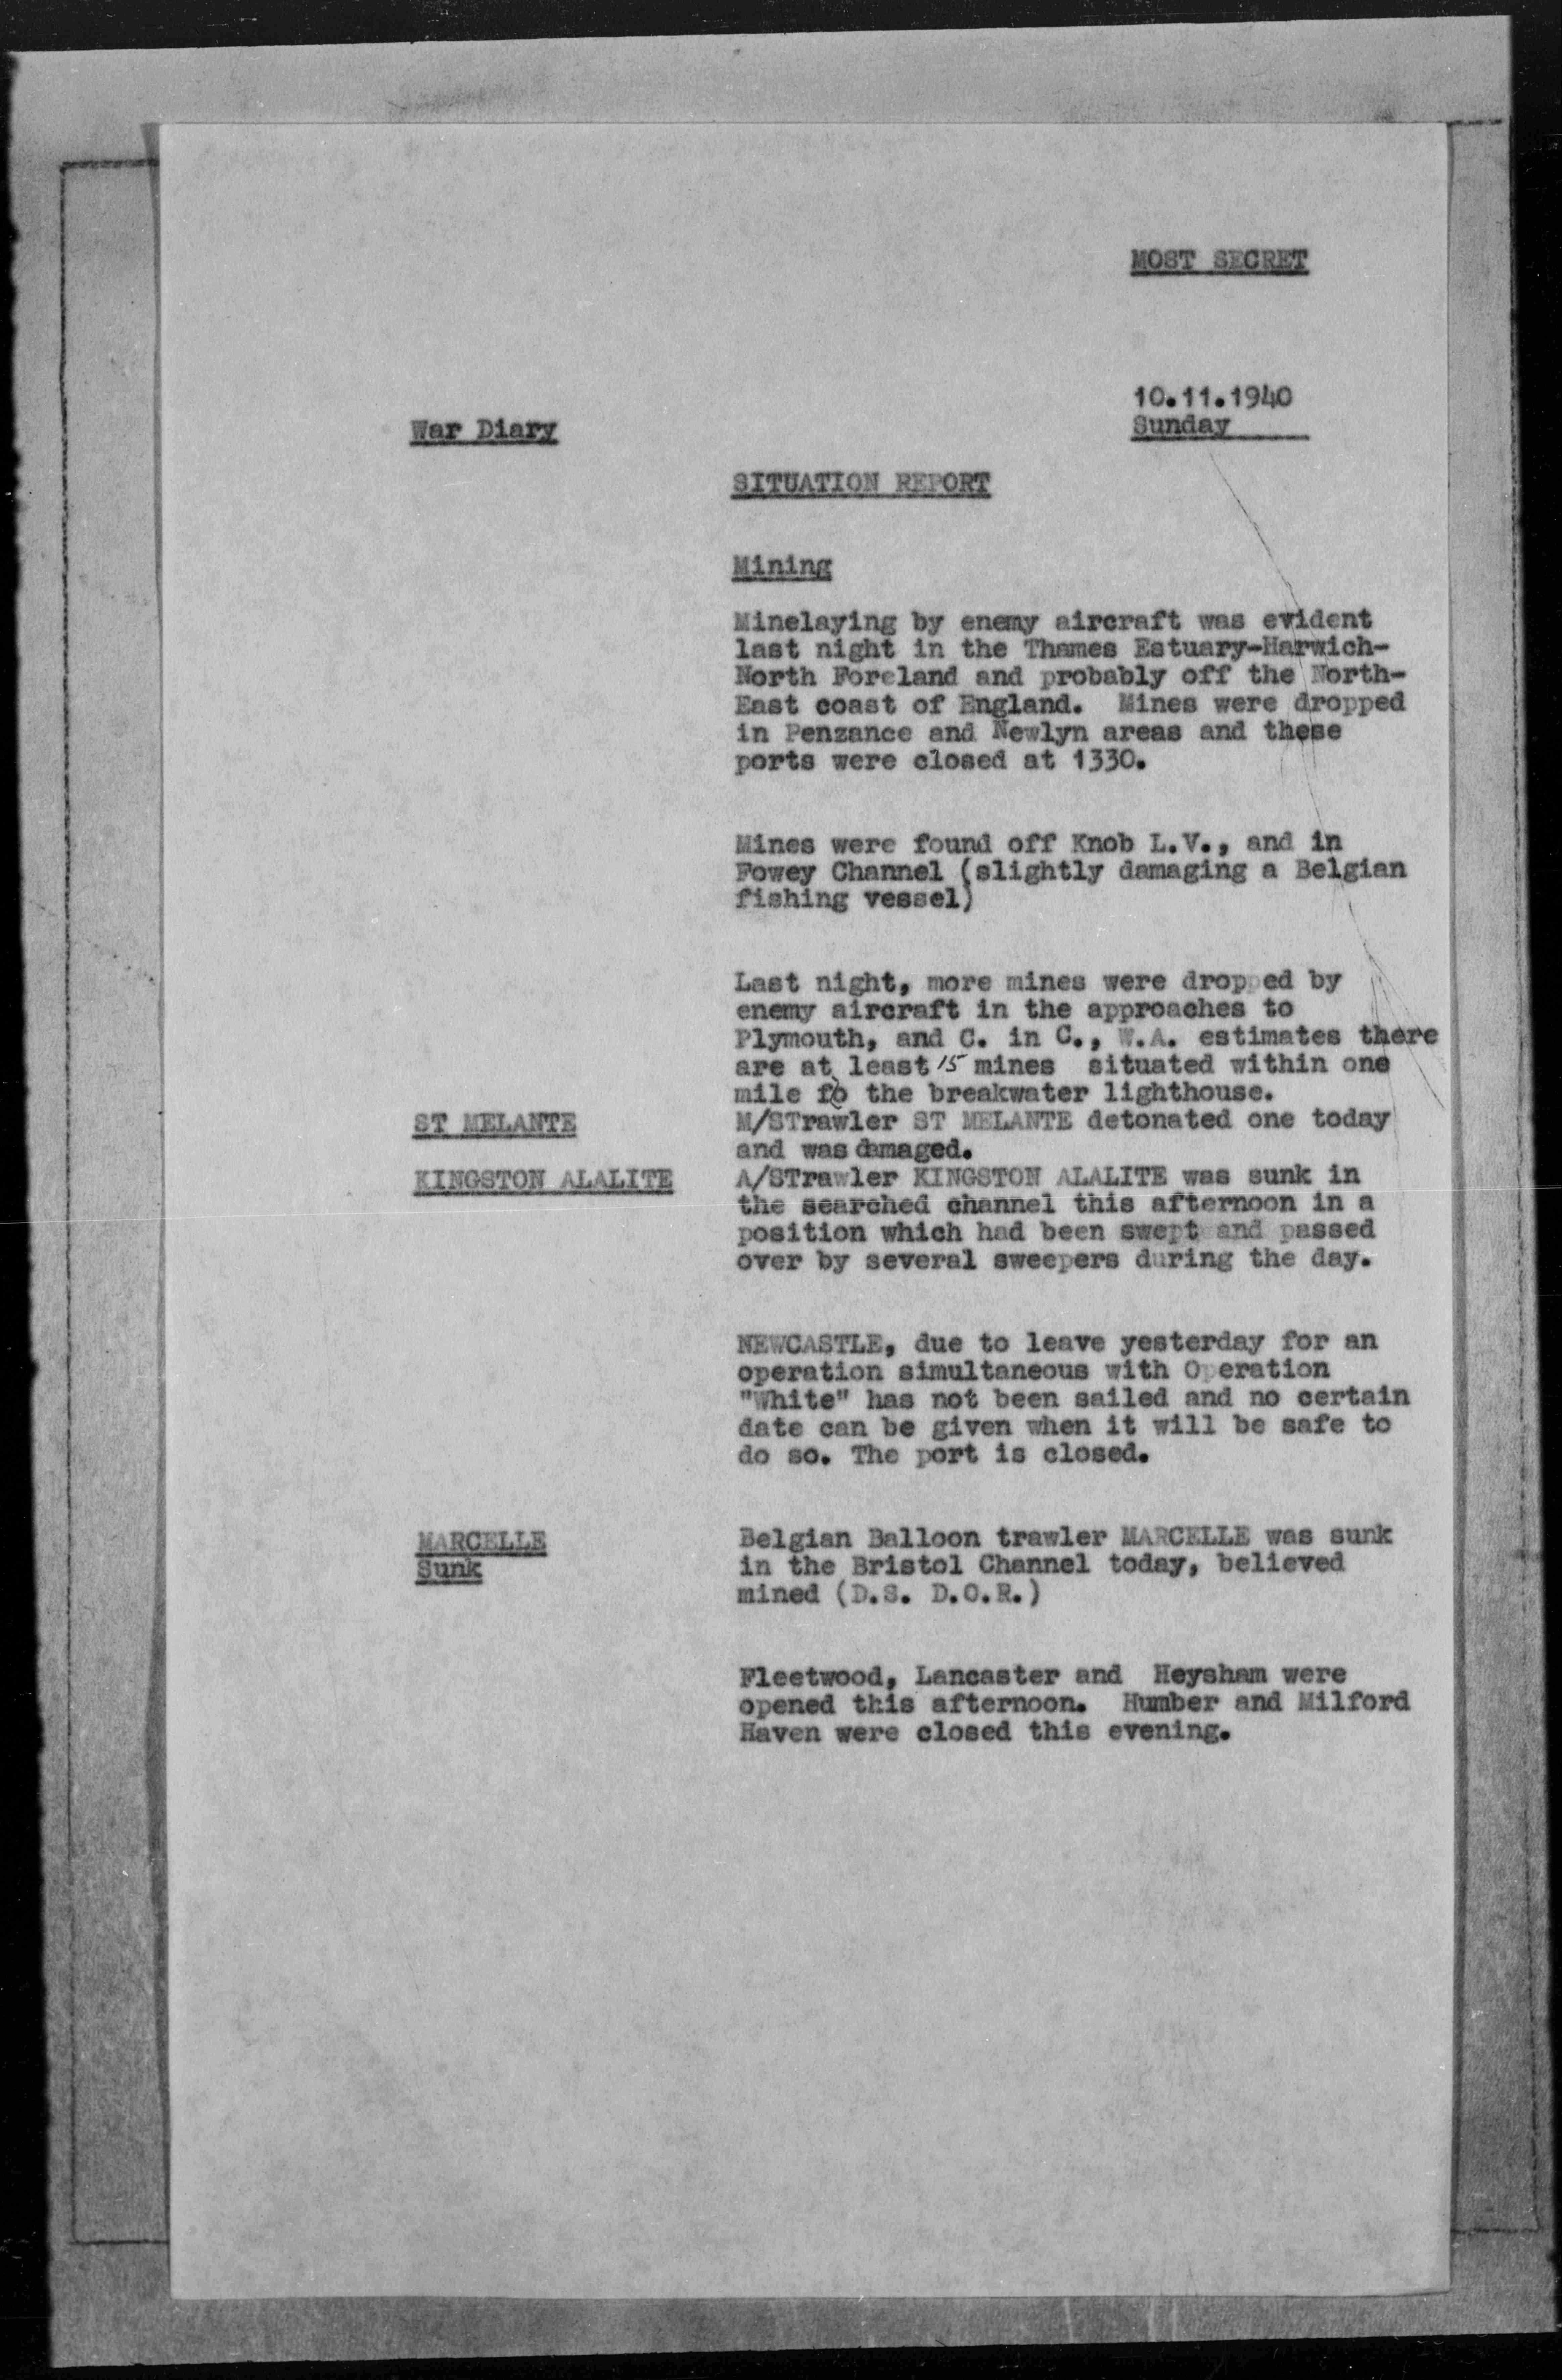 MOST SECRET
10.11.1940
War Diary
Sunday
SITUATION REPORT
Mining
Minelaying by enemy aircraft was evident
last night in the Thames Estuary-Harwich-
North Foreland and probably off the North-
East coast of England. Mines were dropped
in Penzance and Newlyn areas and these
ports were closed at 1330.
Mines were found off Knob L.V., and in
Fowey Channel (slightly damaging a Belgian
fishing vessel)
Last night, more mines were dropped by
enemy aircraft in the approaches to
Plymouth, and C. in C., W.A. estimates there
are at least 15 mines situated within one
mile fo the breakwater lighthouse.
ST MELANTE
M/STrawler ST MELANTE detonated one today
and was damaged.
KINGSTON ALALITE
A/STrawler KINGSTON ALALITE was sunk in
the searched channel this afternoon in a
position which had been swept and passed
over by several sweepers during the day.
NEWCASTLE, due to leave yesterday for an
operation simultaneous with Operation
"White" has not been sailed and no certain
date can be given when it will be safe to
do so. The port is closed.
MARCELLE
Sunk
Belgian Balloon trawler MARCELLE was sunk
in the Bristol Channel today, believed
mined (D.S. D.O.R.)
Fleetwood, Lancaster and Heysham were
opened this afternoon. Humber and Milford
Haven were closed this evening.